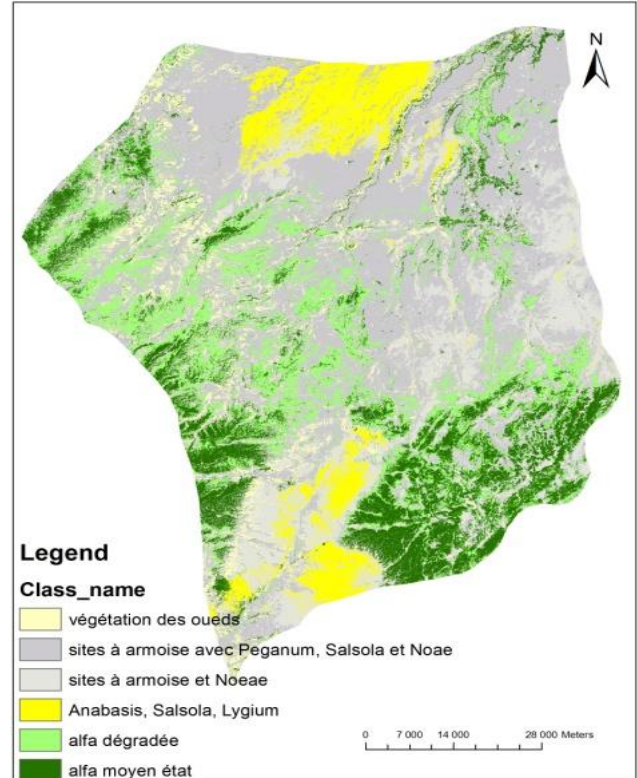 N
Legend
Class_name
végétation des oueds
sites à armoise avec Peganum, Salsola et Noae
sites à armoise et Noeae
Anabasis, Salsola, Lygium
alfa dégradée
alfa moyen état
0 7 000 14 000 28 000 Meters